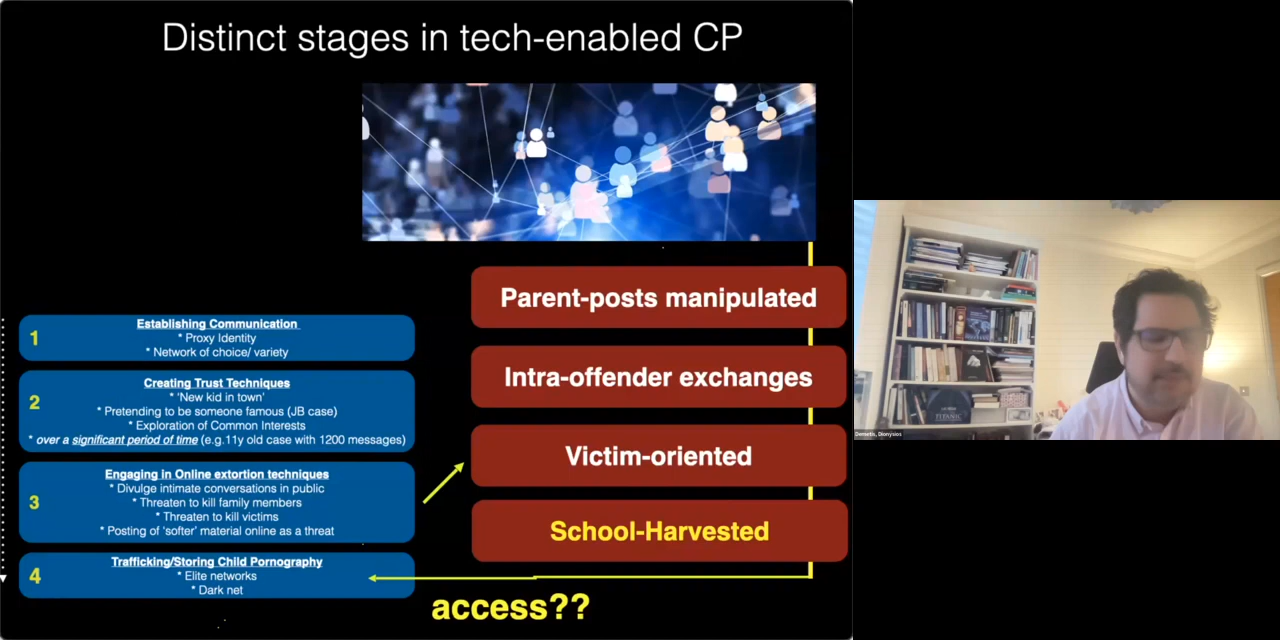 Distinct stages in tech-enabled CP
Parent-posts manipulated
Intra-offender exchanges
Victim-oriented
School-Harvested
1
Establishing Communication
* Proxy Identity
* Network of choice/ variety
2
Creating Trust Techniques
* 'New kid in town'
* Pretending to be someone famous (JB case)
* Exploration of Common Interests
* over a significant period of time (e.g.11y old case with 1200 messages)
3
Engaging in Online extortion techniques
* Divulge intimate conversations in public
* Threaten to kill family members
* Threaten to kill victims
* Posting of 'softer' material online as a threat
4
Trafficking/Storing Child Pornography
* Elite networks
* Dark net
access??
TITANIC
Demetis, Dionysios